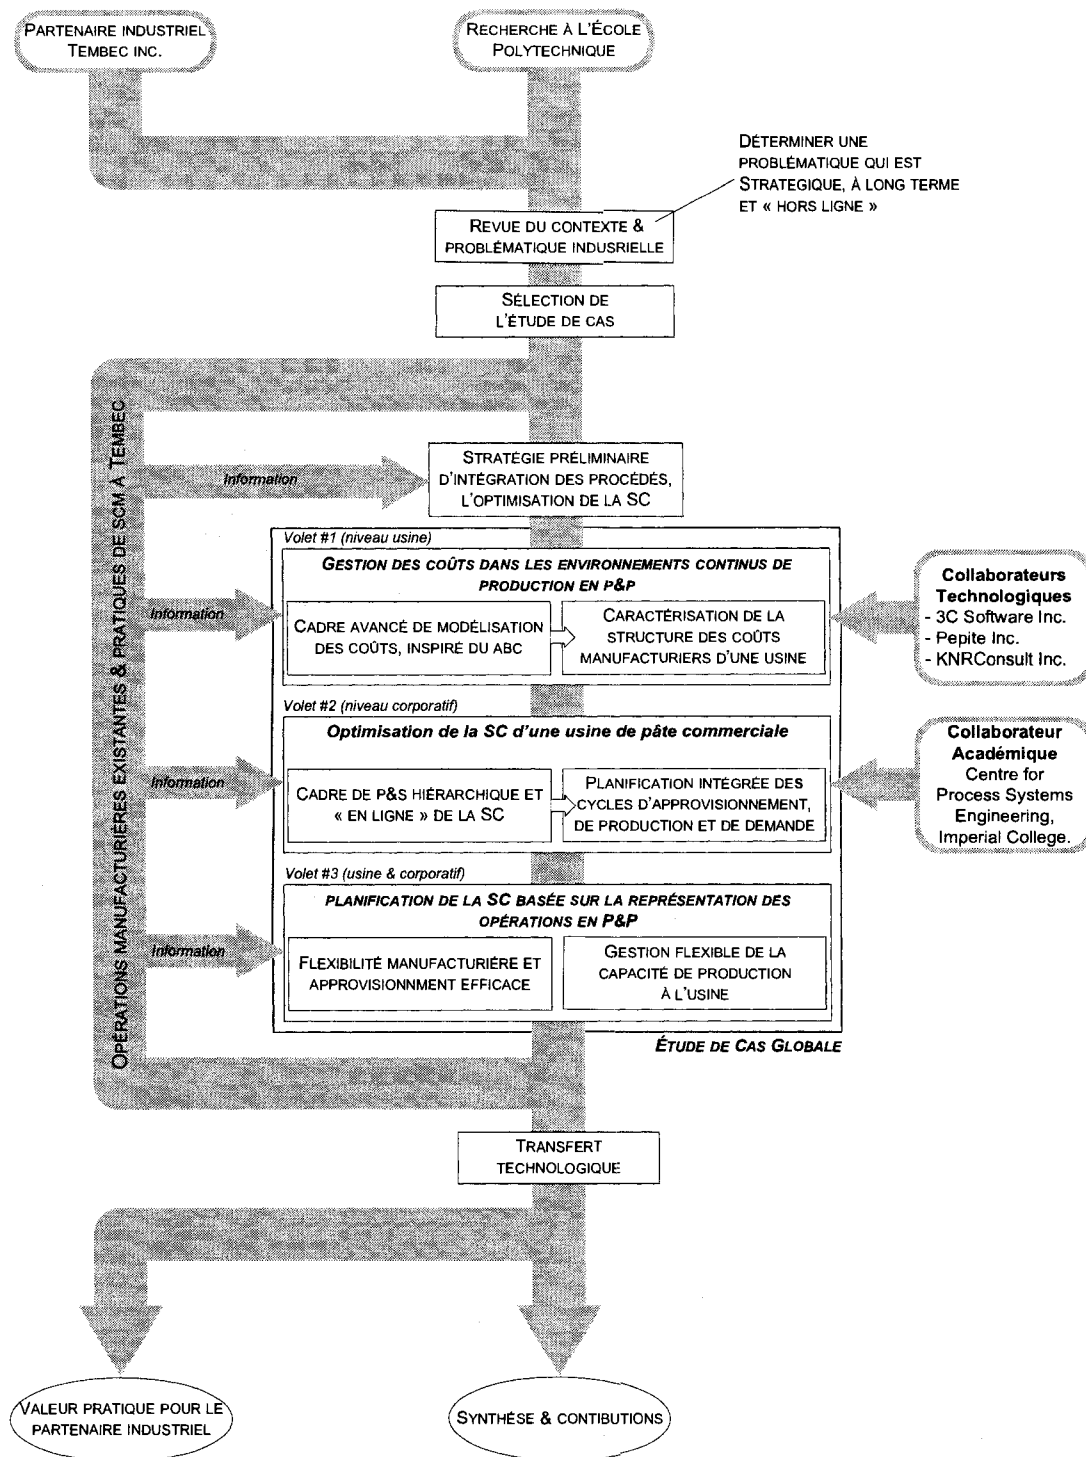 PARTENAIRE INDUSTRIEL
TEMBEC INC.
RECHERCHE À L'ÉCOLE
POLYTECHNIQUE
DÉTERMINER UNE
PROBLÉMATIQUE QUI EST
STRATEGIQUE, À LONG TERME
ET « HORS LIGNE »
REVUE DU CONTEXTE &
PROBLÉMATIQUE INDUSRIELLE
SÉLECTION DE
L'ÉTUDE DE CAS
OPÉRATIONS MANUFACTURIÈRES EXISTANTES & PRATIQUES DE SCM À TEMBEC
Information
STRATÉGIE PRÉLIMINAIRE
D'INTÉGRATION DES PROCÉDÉS,
L'OPTIMISATION DE LA SC
Volet #1 (niveau usine)
GESTION DES COÛTS DANS LES ENVIRONNEMENTS CONTINUS DE
PRODUCTION EN P&P
Information
CADRE AVANCÉ DE MODÉLISATION
DES COÛTS, INSPIRÉ DU ABC
CARACTÉRISATION DE LA
STRUCTURE DES COÛTS
MANUFACTURIERS D'UNE USINE
Collaborateurs
Technologiques
- 3C Software Inc.
- Pepite Inc.
- KNRConsult Inc.
Volet #2 (niveau corporatif)
Optimisation de la SC d'une usine de pâte commerciale
Information
CADRE DE P&S HIÉRARCHIQUE ET
« EN LIGNE » DE LA SC
PLANIFICATION INTÉGRÉE DES
CYCLES D'APPROVISIONNEMENT,
DE PRODUCTION ET DE DEMANDE
Collaborateur
Académique
Centre for
Process Systems
Engineering,
Imperial College.
Volet #3 (usine & corporatif)
PLANIFICATION DE LA SC BASÉE SUR LA REPRÉSENTATION DES
OPÉRATIONS EN P&P
Information
FLEXIBILITÉ MANUFACTURIÉRE ET
APPROVISIONNMENT EFFICACE
GESTION FLEXIBLE DE LA
CAPACITÉ DE PRODUCTION
À L'USINE
ÉTUDE DE CAS GLOBALE
TRANSFERT
TECHNOLOGIQUE
VALEUR PRATIQUE POUR LE
PARTENAIRE INDUSTRIEL
SYNTHÉSE & CONTIBUTIONS